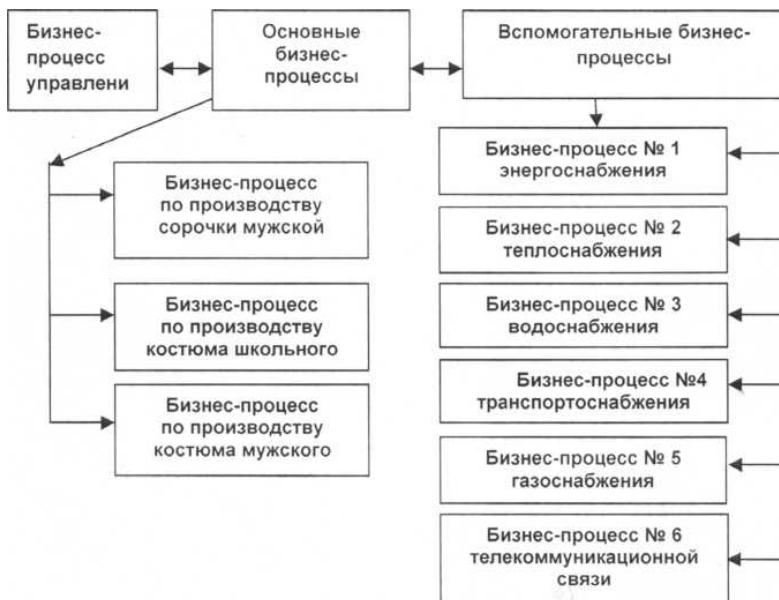 Бизнес-
процесс
управлени
Основные
бизнес-
процессы
Вспомогательные бизнес-
процессы
Бизнес-процесс
по производству
сорочки мужской
Бизнес-процесс
по производству
костюма школьного
Бизнес-процесс
по производству
костюма мужского
Бизнес-процесс № 1
энергоснабжения
Бизнес-процесс № 2
теплоснабжения
Бизнес-процесс № 3
водоснабжения
Бизнес-процесс №4
транспортоснабжения
Бизнес-процесс № 5
газоснабжения
Бизнес-процесс № 6
телекоммуникационной
связи